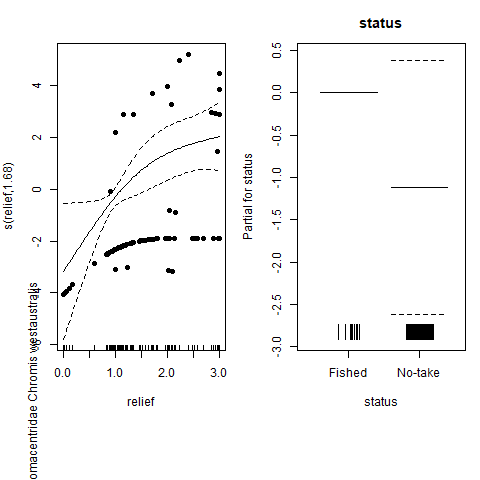 status
s(relief,1.68)
4
2
0
-2
-4
-6
0.0
1.0
2.0
3.0
relief
omacentridae Chromis westaustralis
Partial for status
0.5
0.0
-0.5
-1.0
-1.5
-2.0
-2.5
-3.0
Fished
No-take
status